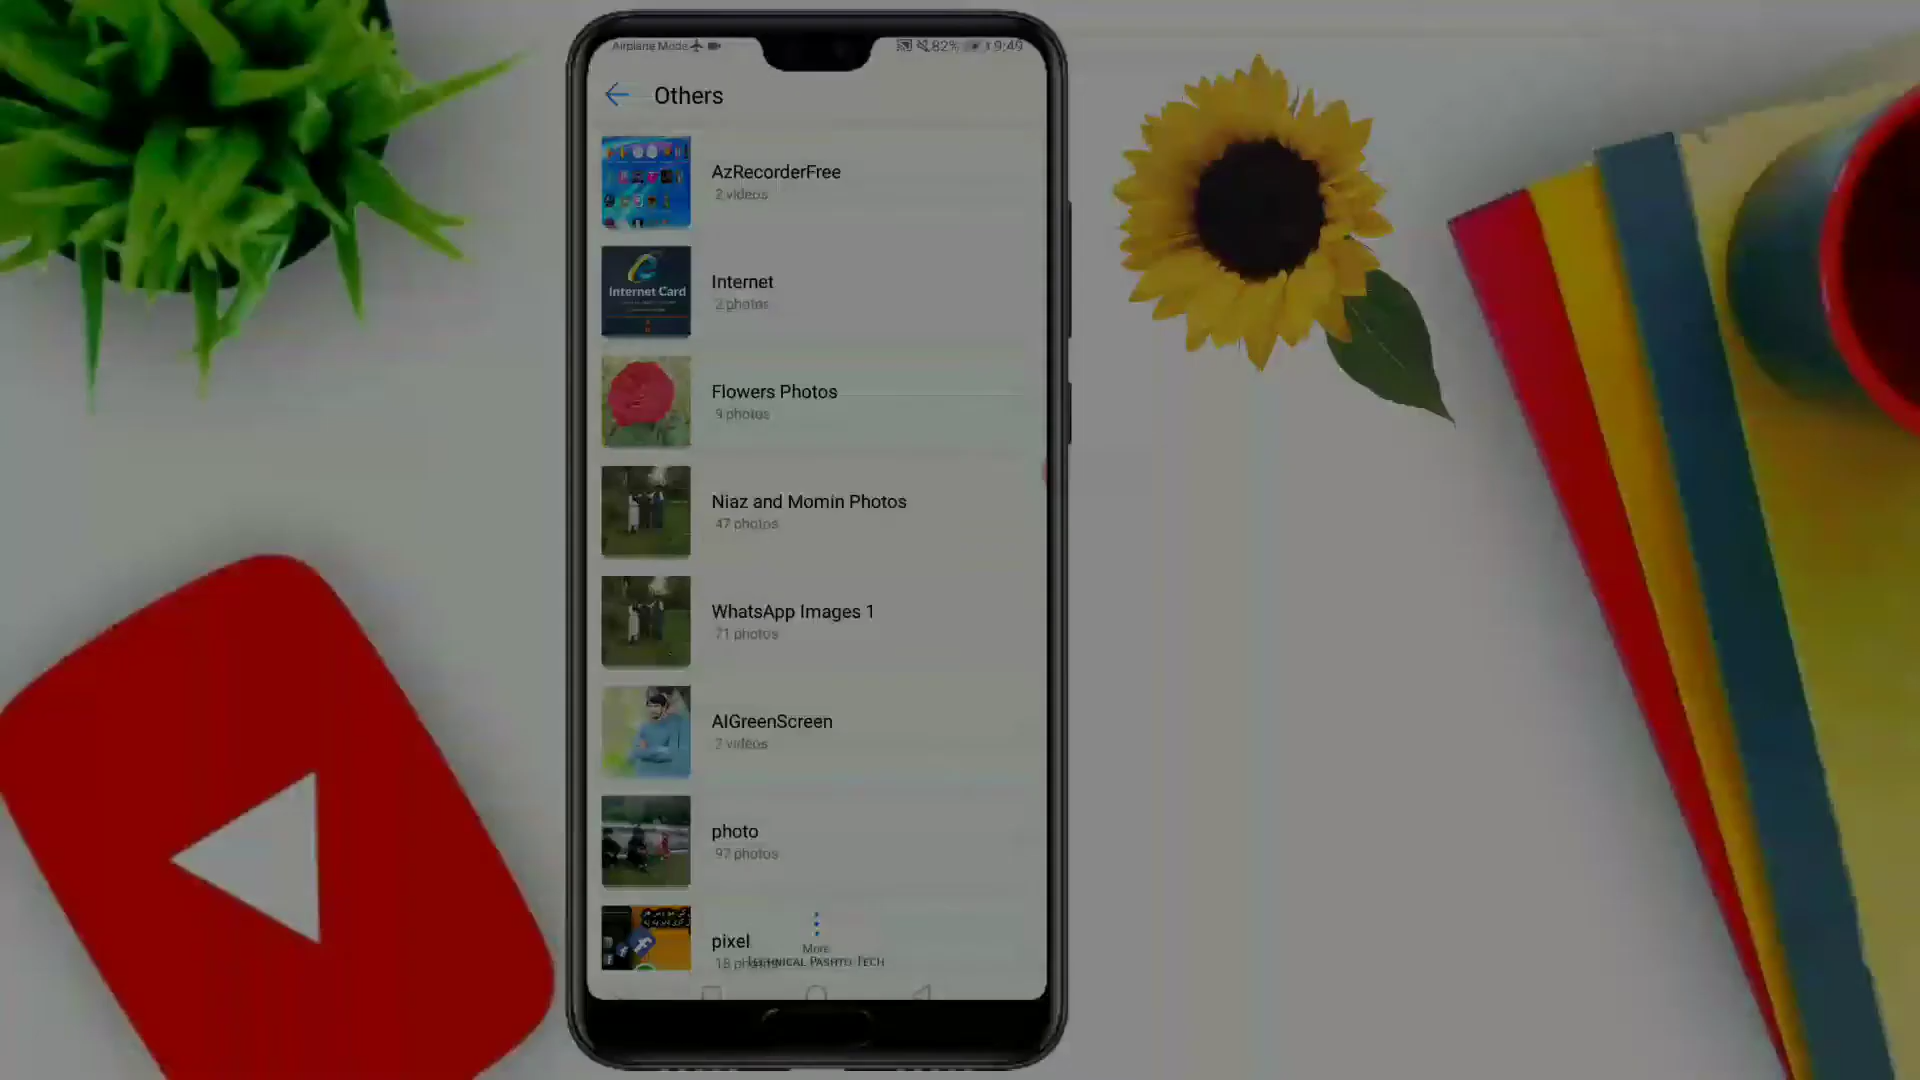 Airplane Mode
82%
9:49
Others
AzRecorderFree
2 videos
Internet
2 photos
Internet Card
Flowers Photos
9 photos
Niaz and Momin Photos
47 photos
WhatsApp Images 1
71 photos
AIGreenScreen
2 videos
photo
97 photos
pixel
18 photos
More
Technical Pashto Tech